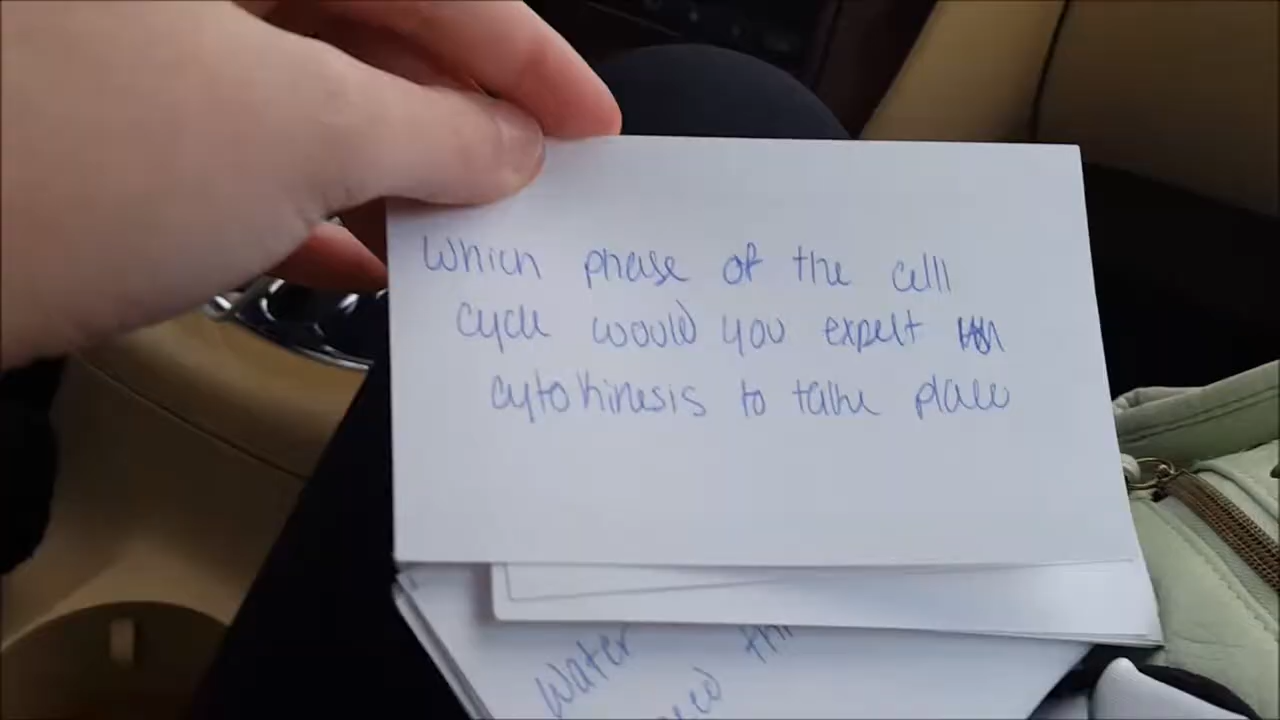 Which phase of the cell
cycle would you expect
cytokinesis to take place
Water